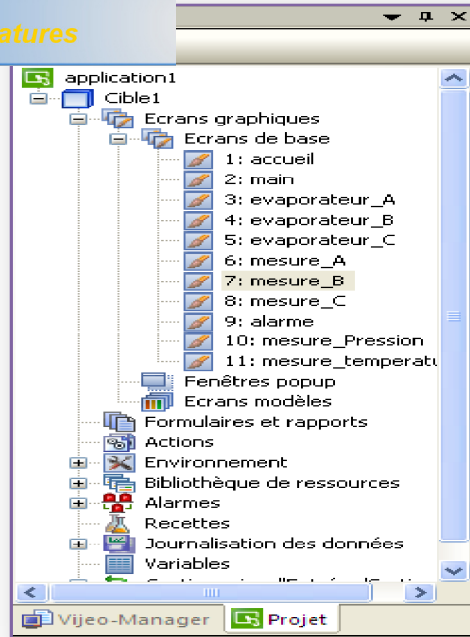 atures
application1
Cible1
Ecrans graphiques
Ecrans de base
1: accueil
2: main
3: evaporateur_A
4: evaporateur_B
5: evaporateur_C
6: mesure_A
7: mesure_B
8: mesure_C
9: alarme
10: mesure_Pression
11: mesure_temperatu
Fenêtres popup
Ecrans modèles
Formulaires et rapports
Actions
Environnement
Bibliothèque de ressources
Alarmes
Recettes
Journalisation des données
Variables
Vijeo-Manager
Projet